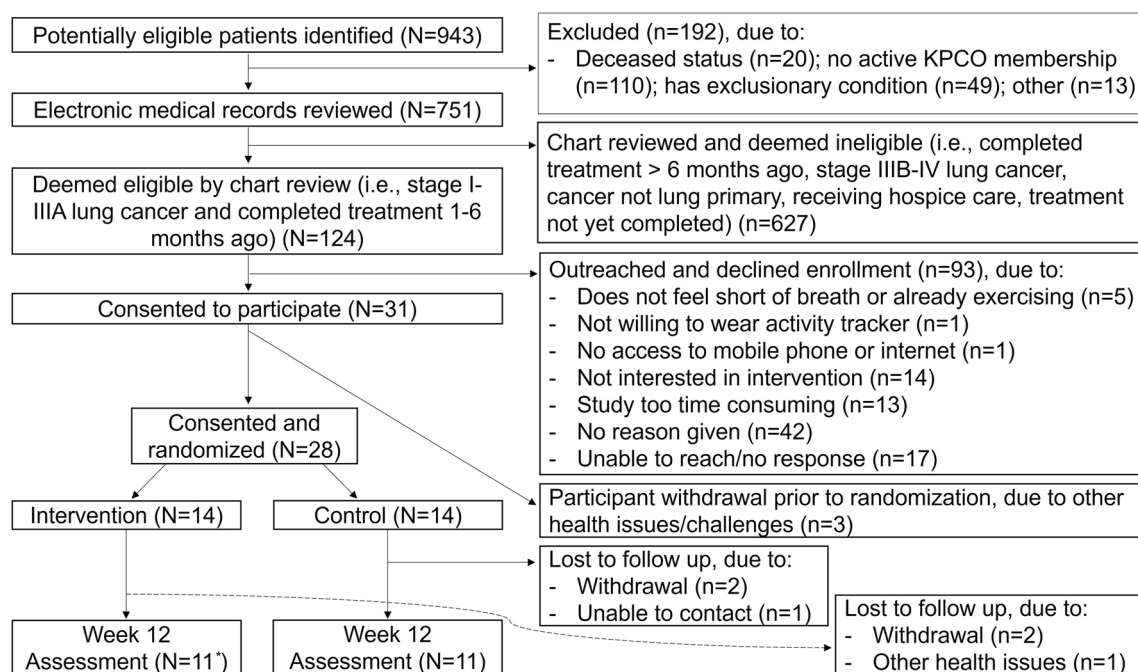 Potentially eligible patients identified (N=943)
Excluded (n=192), due to:
- Deceased status (n=20); no active KPCO membership
(n=110); has exclusionary condition (n=49); other (n=13)
Electronic medical records reviewed (N=751)
Chart reviewed and deemed ineligible (i.e., completed
treatment > 6 months ago, stage IIIB-IV lung cancer,
cancer not lung primary, receiving hospice care, treatment
not yet completed) (n=627)
Deemed eligible by chart review (i.e., stage I-
IIIA lung cancer and completed treatment 1-6
months ago) (N=124)
Outreached and declined enrollment (n=93), due to:
- Does not feel short of breath or already exercising (n=5)
- Not willing to wear activity tracker (n=1)
- No access to mobile phone or internet (n=1)
- Not interested in intervention (n=14)
- Study too time consuming (n=13)
- No reason given (n=42)
- Unable to reach/no response (n=17)
Consented to participate (N=31)
Participant withdrawal prior to randomization, due to other
health issues/challenges (n=3)
Consented and
randomized (N=28)
Intervention (N=14)
Control (N=14)
Lost to follow up, due to:
- Withdrawal (n=2)
- Unable to contact (n=1)
Lost to follow up, due to:
- Withdrawal (n=2)
- Other health issues (n=1)
Week 12
Assessment (N=11*)
Week 12
Assessment (N=11)